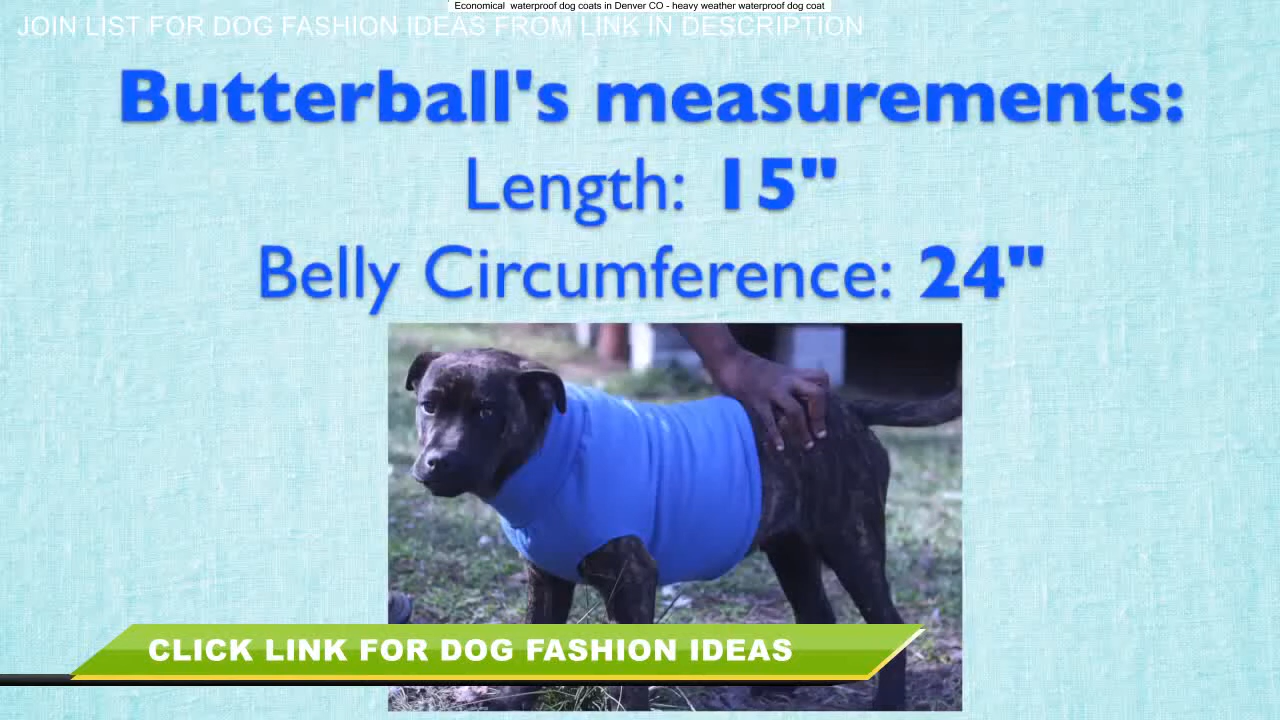 Economical  waterproof dog coats in Denver CO - heavy weather waterproof dog coat
JOIN LIST FOR DOG FASHION IDEAS FROM LINK IN DESCRIPTION
Butterball's measurements:
Length: 15"
Belly Circumference: 24"
CLICK LINK FOR DOG FASHION IDEAS